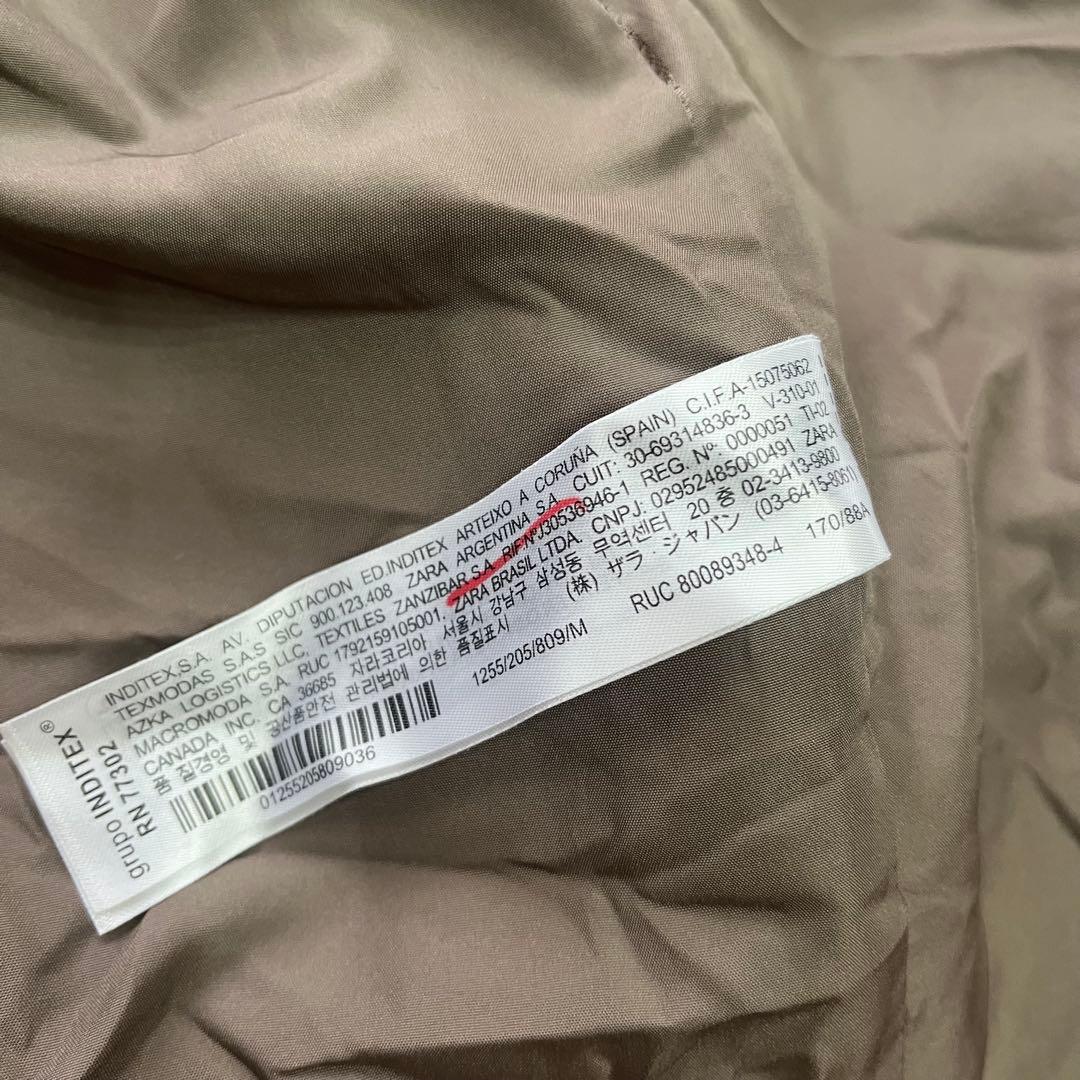 grupo INDITEX®
RN 77302
INDITEX,S.A. AV. DIPUTACION ED.INDITEX ARTEIXO A CORUÑA (SPAIN) C.I.F.A-15075062
TEXMODAS S.A.S SIC 900.123.408 ZARA ARGENTINA S.A. CUIT: 30-69314836-3 V-310-01
AZKA LOGISTICS LLC, TEXTILES ZANZIBAR,S.A. RIF.NºJ30536946-1 REG. Nº 0000051 TI-02
MACROMODA S.A. RUC 1792159105001, ZARA BRASIL LTDA. CNPJ: 02952485000491 ZARA
CANADA INC. CA 36685 자라코리아, 서울시 강남구 삼성동 무역센터 20 층 02-3413-9800
품질경영 및 공산품안전 관리법에 의한 품질표시 (株) ザラ・ジャパン (03-6415-8061)
01255205809036
1255/205/809/M
RUC 80089348-4
170/88A